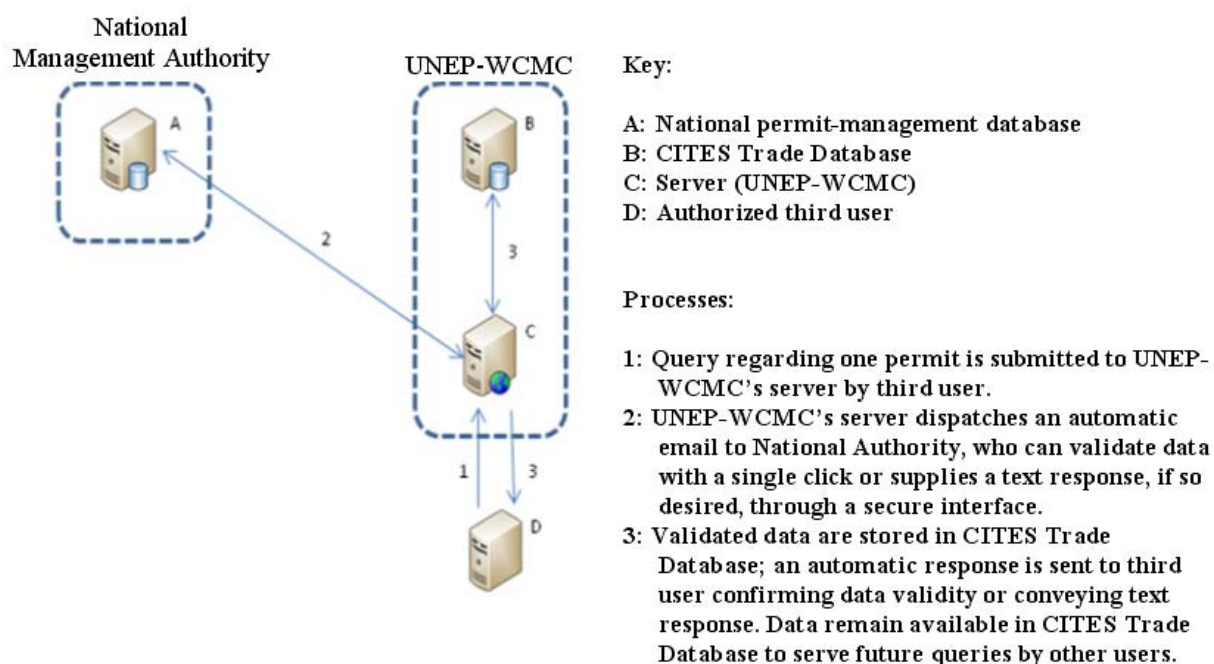 National
Management Authority
UNEP-WCMC
A
B
2
3
C
1
3
D
Key:
A: National permit-management database
B: CITES Trade Database
C: Server (UNEP-WCMC)
D: Authorized third user
Processes:
1: Query regarding one permit is submitted to UNEP-
WCMC's server by third user.
2: UNEP-WCMC's server dispatches an automatic
email to National Authority, who can validate data
with a single click or supplies a text response, if so
desired, through a secure interface.
3: Validated data are stored in CITES Trade
Database; an automatic response is sent to third
user confirming data validity or conveying text
response. Data remain available in CITES Trade
Database to serve future queries by other users.